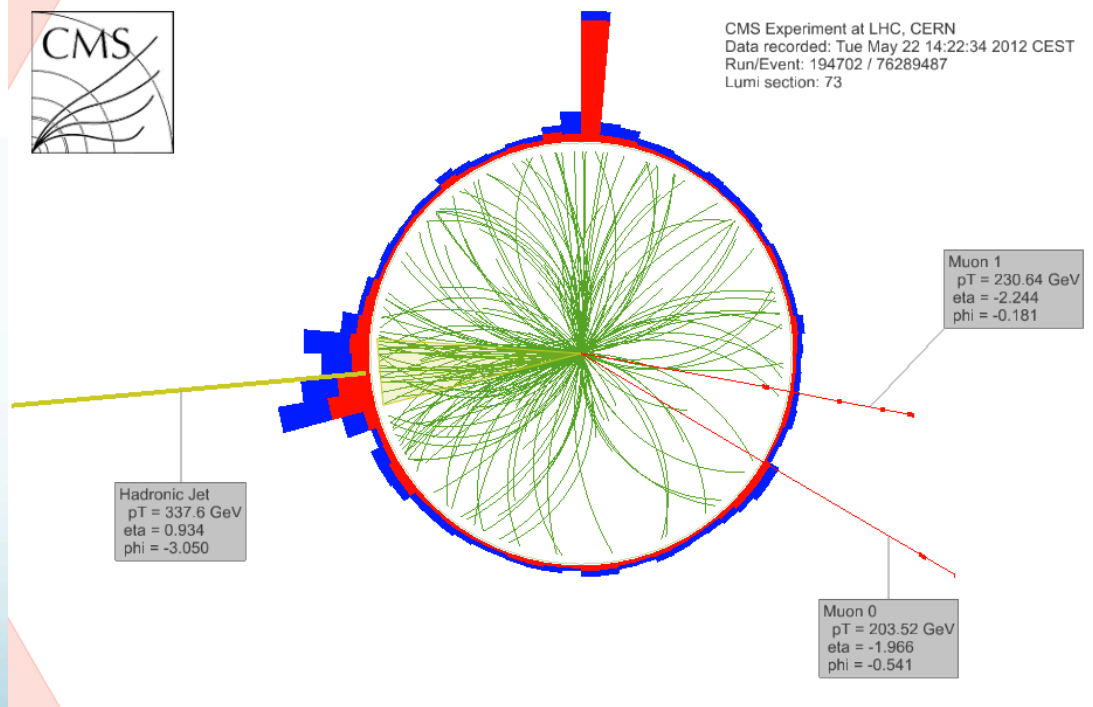 CMS
CMS Experiment at LHC, CERN
Data recorded: Tue May 22 14:22:34 2012 CEST
Run/Event: 194702 / 76289487
Lumi section: 73
Muon 1
pT = 230.64 GeV
eta = -2.244
phi = -0.181
Hadronic Jet
pT = 337.6 GeV
eta = 0.934
phi = -3.050
Muon 0
pT = 203.52 GeV
eta = -1.966
phi = -0.541